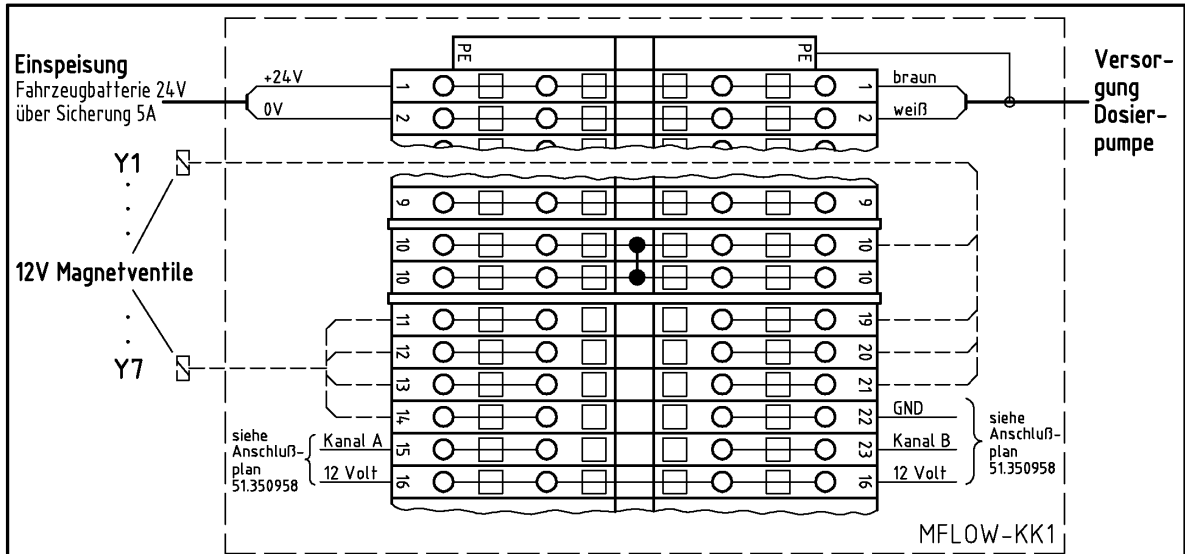 PE PE
Einspeisung
Fahrzeugbatterie 24V
über Sicherung 5A
+24V
0V
1 1
2 2
braun
weiß
Versor-
gung
Dosier-
pumpe
Y1
12V Magnetventile
Y7
9 9
10 10
10 10
11 19
12 20
13 21
14 22
15 23
16 16
siehe
Anschluß-
plan
51.350958
Kanal A
12 Volt
GND
Kanal B
12 Volt
siehe
Anschluß-
plan
51.350958
MFLOW-KK1